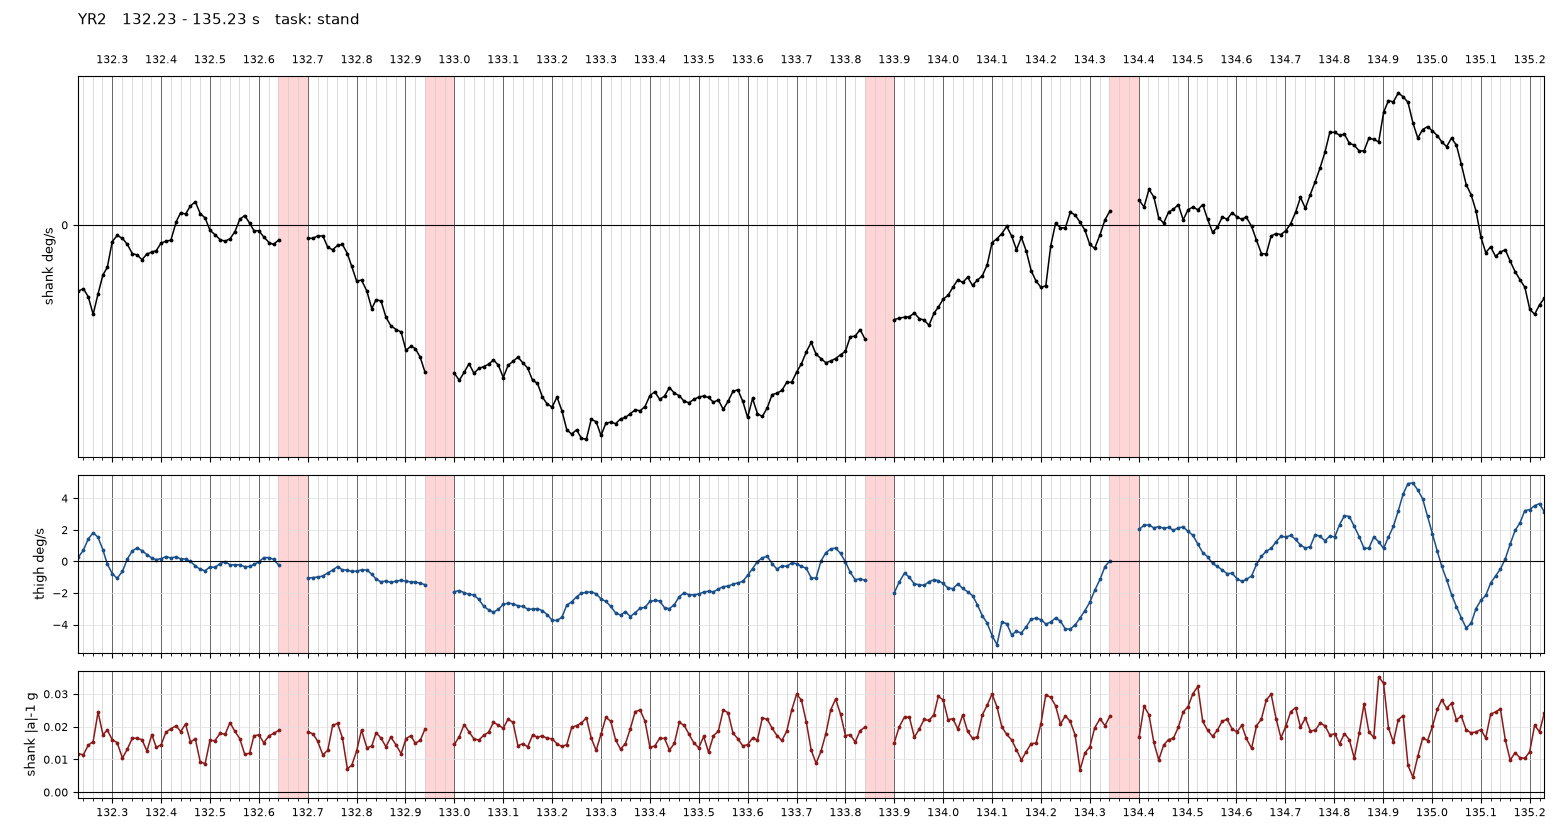 YR2   132.23 - 135.23 s   task: stand
132.3 132.4 132.5 132.6 132.7 132.8 132.9 133.0 133.1 133.2 133.3 133.4 133.5 133.6 133.7 133.8 133.9 134.0 134.1 134.2 134.3 134.4 134.5 134.6 134.7 134.8 134.9 135.0 135.1 135.2
shank deg/s
0
thigh deg/s
4
2
0
−2
−4
shank |a|-1 g
0.03
0.02
0.01
0.00
132.3 132.4 132.5 132.6 132.7 132.8 132.9 133.0 133.1 133.2 133.3 133.4 133.5 133.6 133.7 133.8 133.9 134.0 134.1 134.2 134.3 134.4 134.5 134.6 134.7 134.8 134.9 135.0 135.1 135.2